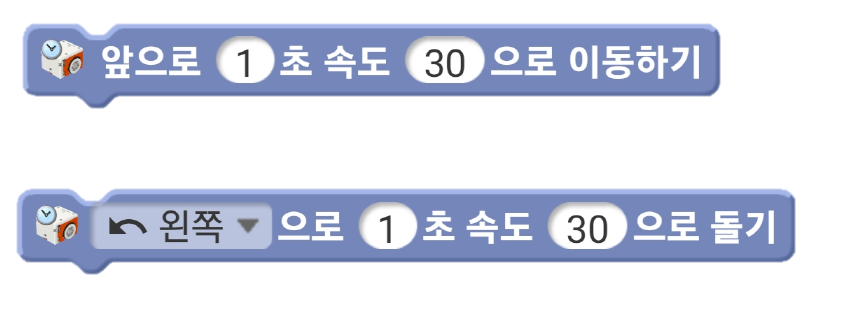 앞으로 1 초 속도 30 으로 이동하기
왼쪽 으로 1 초 속도 30 으로 돌기